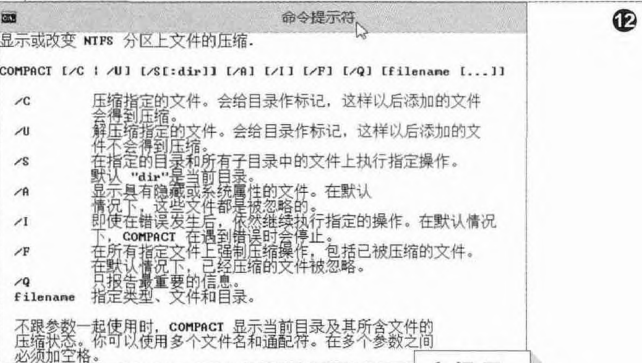 命令提示符
12
显示或改变 NTFS 分区上文件的压缩.
COMPACT [/C | /U] [/S[:dir]] [/A] [/I] [/F] [/Q] [filename [...]]
/C 压缩指定的文件。会给目录作标记，这样以后添加的文件
会得到压缩。
/U 解压缩指定的文件。会给目录作标记，这样以后添加的文
件不会得到压缩。
/S 在指定的目录和所有子目录中的文件上执行指定操作。
默认 "dir"是当前目录。
/A 显示具有隐藏或系统属性的文件。在默认
情况下，这些文件都是被忽略的。
/I 即使在错误发生后，依然继续执行指定的操作。在默认情况
下，COMPACT 在遇到错误时会停止。
/F 在所有指定文件上强制压缩操作，包括已被压缩的文件。
在默认情况下，已经压缩的文件被忽略。
/Q 只报告最重要的信息。
filename 指定类型、文件和目录。
不跟参数一起使用时，COMPACT 显示当前目录及其所含文件的
压缩状态。你可以使用多个文件名和通配符。在多个参数之间
必须加空格。